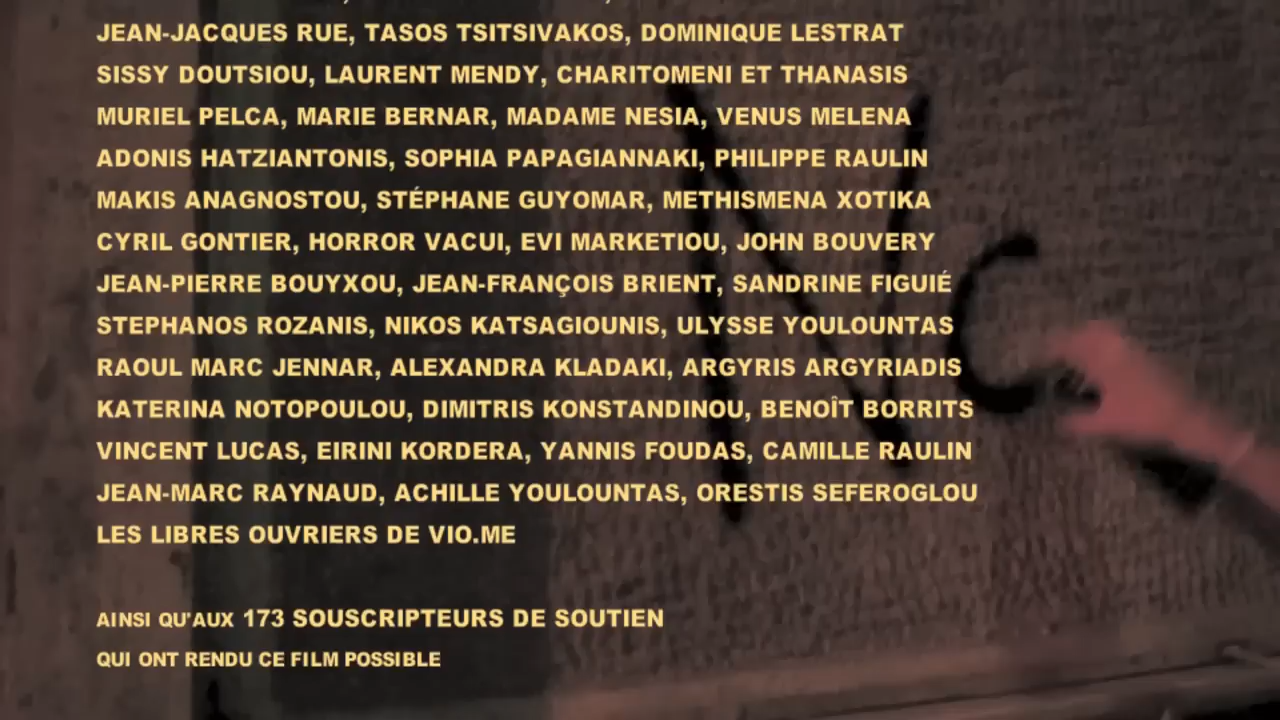 JEAN-JACQUES RUE, TASOS TSITSIVAKOS, DOMINIQUE LESTRAT
SISSY DOUTSIOU, LAURENT MENDY, CHARITOMENI ET THANASIS
MURIEL PELCA, MARIE BERNAR, MADAME NESIA, VENUS MELENA
ADONIS HATZIANTONIS, SOPHIA PAPAGIANNAKI, PHILIPPE RAULIN
MAKIS ANAGNOSTOU, STÉPHANE GUYOMAR, METHISMENA XOTIKA
CYRIL GONTIER, HORROR VACUI, EVI MARKETIOU, JOHN BOUVERY
JEAN-PIERRE BOUYXOU, JEAN-FRANÇOIS BRIENT, SANDRINE FIGUIÉ
STEPHANOS ROZANIS, NIKOS KATSAGIOUNIS, ULYSSE YOULOUNTAS
RAOUL MARC JENNAR, ALEXANDRA KLADAKI, ARGYRIS ARGYRIADIS
KATERINA NOTOPOULOU, DIMITRIS KONSTANDINOU, BENOÎT BORRITS
VINCENT LUCAS, EIRINI KORDERA, YANNIS FOUDAS, CAMILLE RAULIN
JEAN-MARC RAYNAUD, ACHILLE YOULOUNTAS, ORESTIS SEFEROGLOU
LES LIBRES OUVRIERS DE VIO.ME
AINSI QU'AUX 173 SOUSCRIPTEURS DE SOUTIEN
QUI ONT RENDU CE FILM POSSIBLE